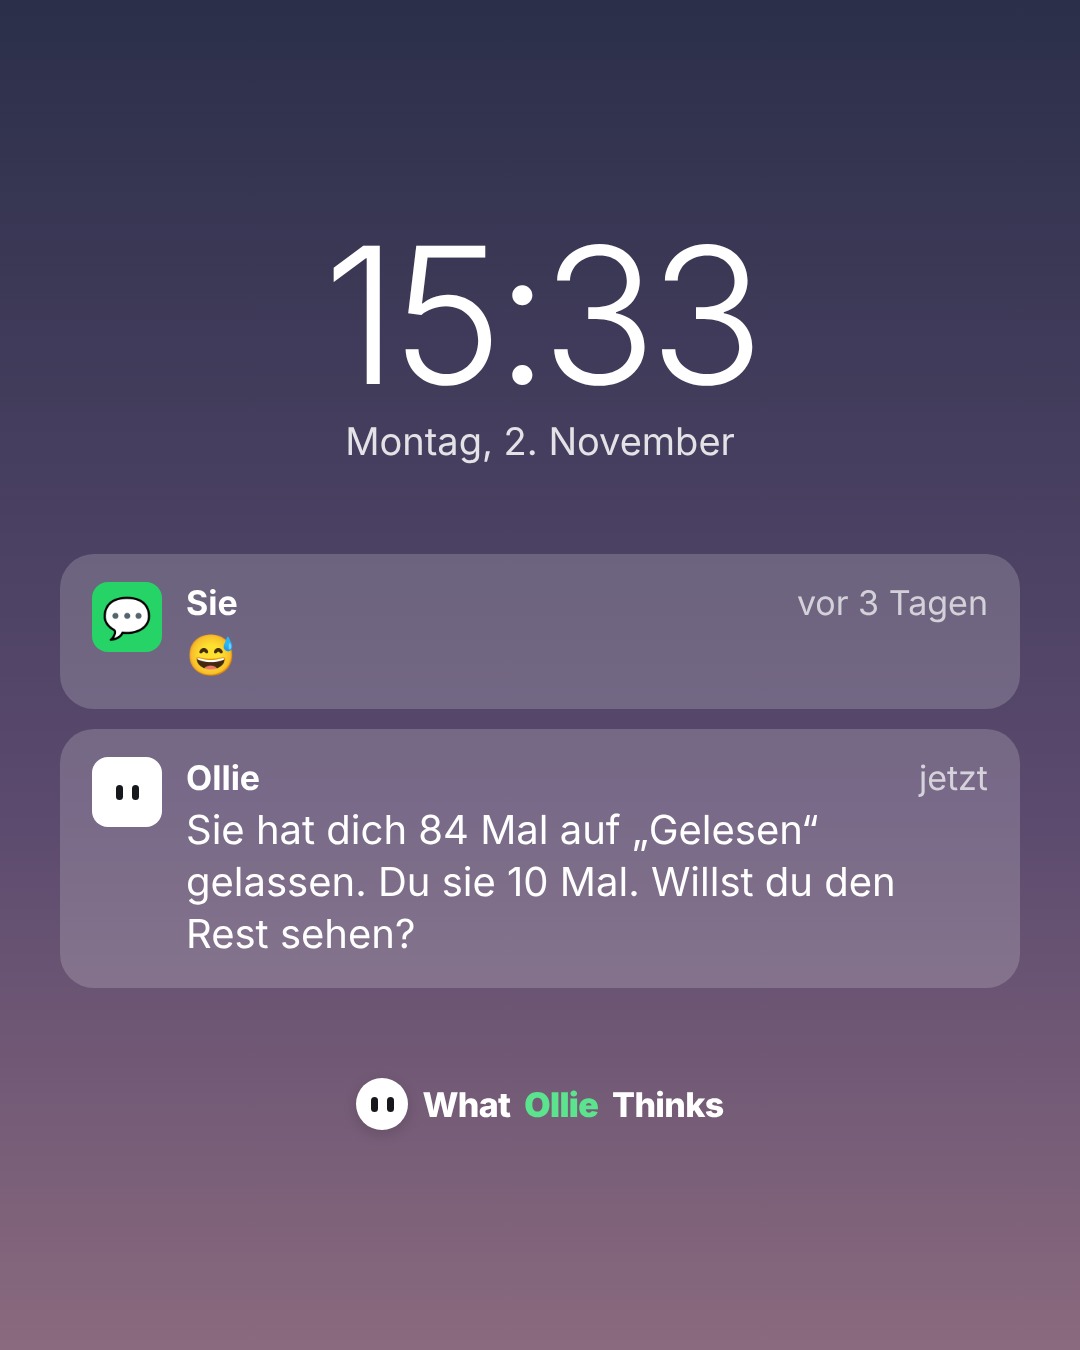 15:33
Montag, 2. November
Sie
vor 3 Tagen
😅
Ollie
jetzt
Sie hat dich 84 Mal auf „Gelesen“
gelassen. Du sie 10 Mal. Willst du den
Rest sehen?
What Ollie Thinks